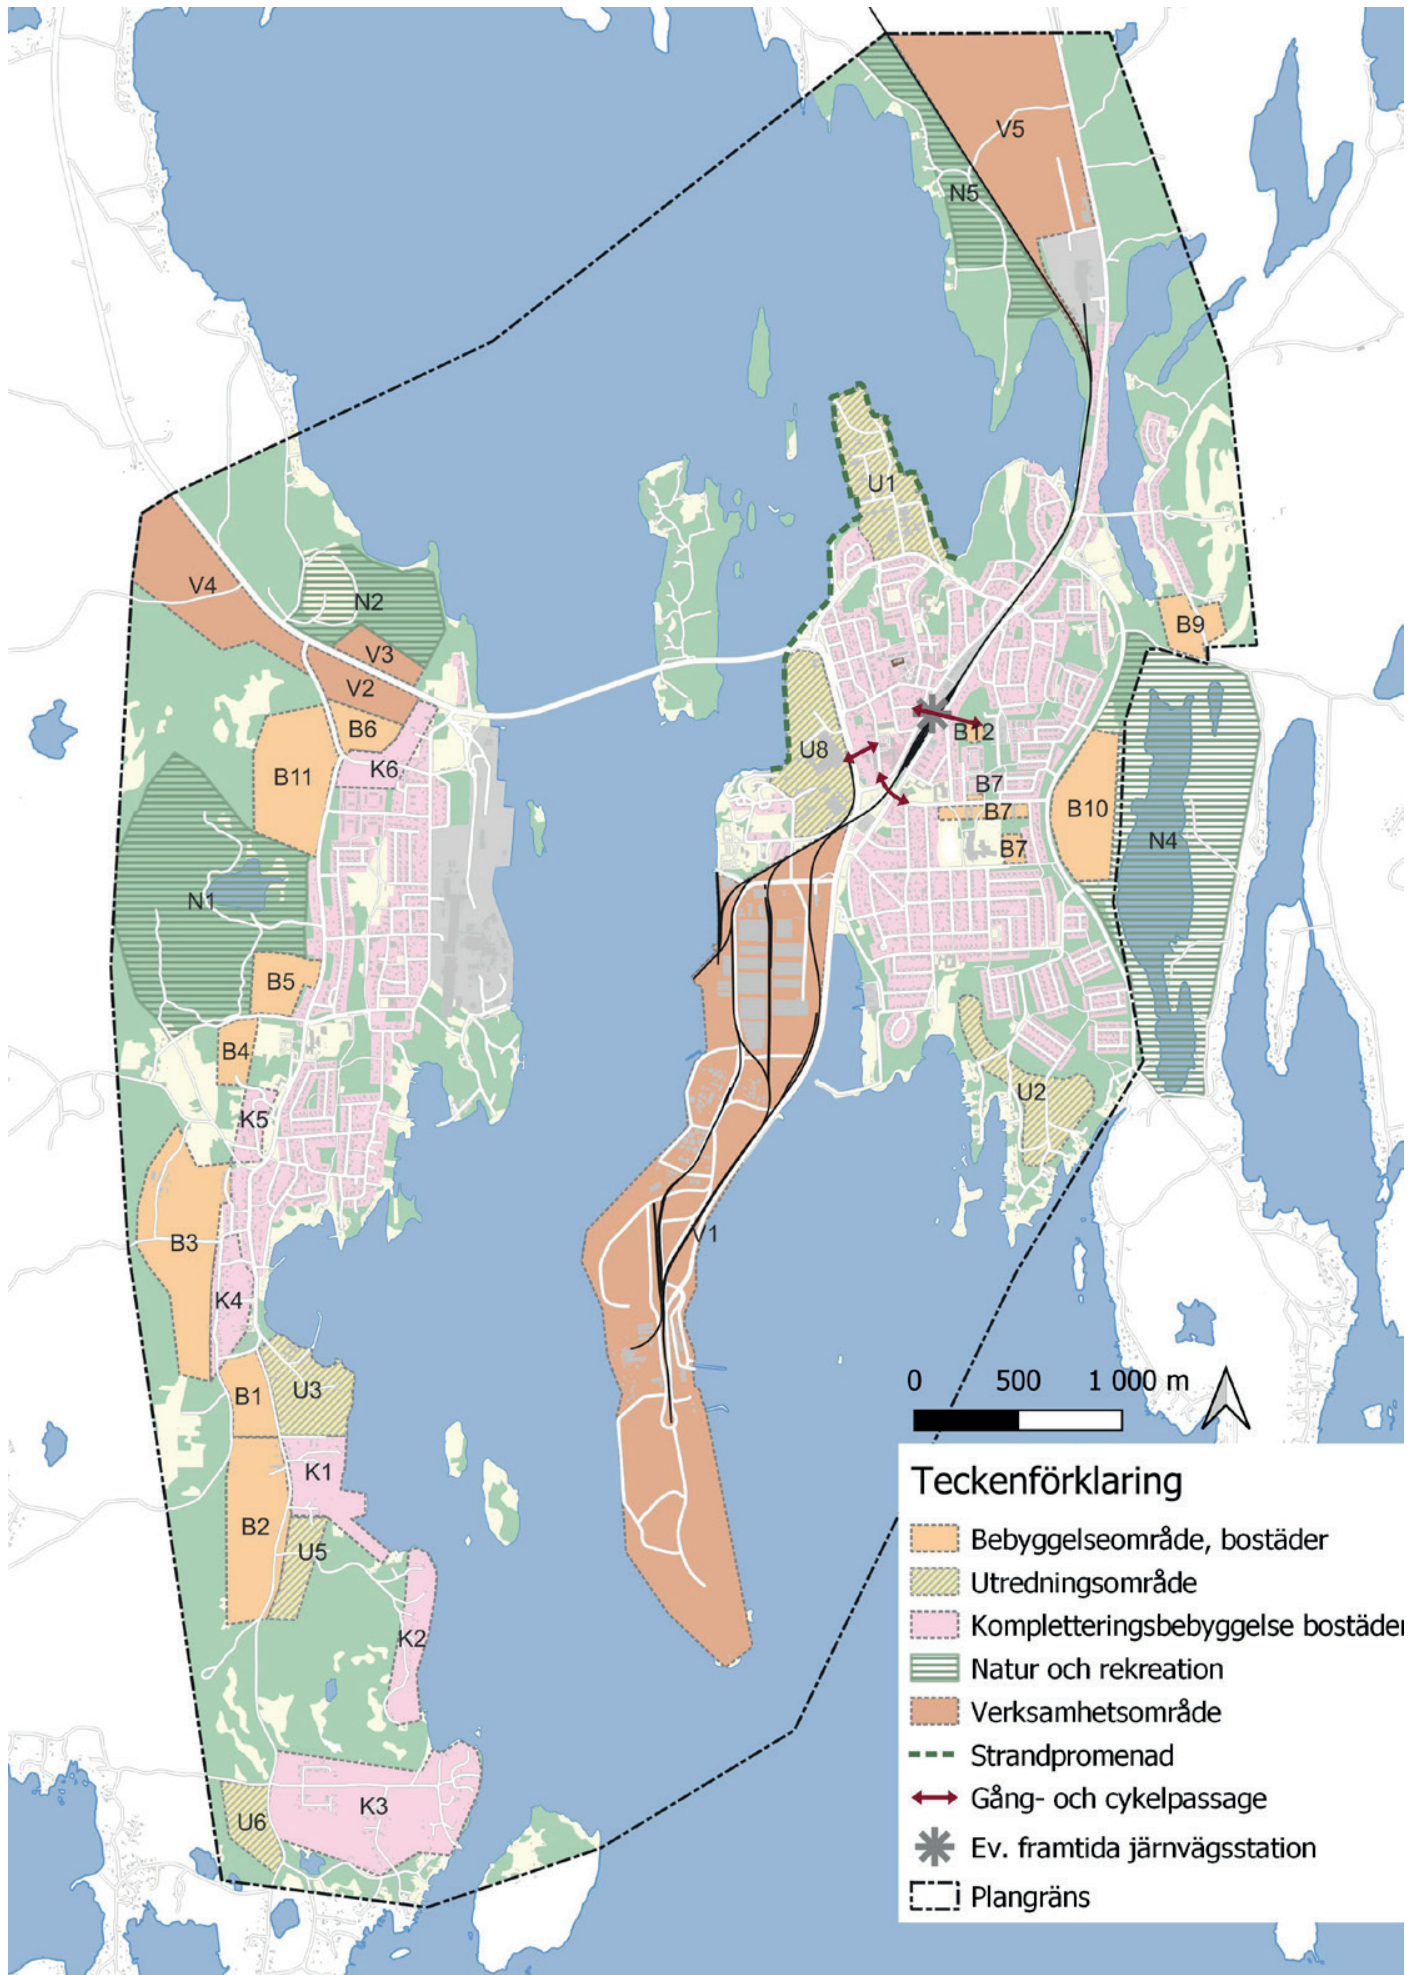 V5
N5
U1
V4
N2
B9
V3
V2
B6
B12
U8
B11
K6
B7
B7
B10
N4
B7
N1
B5
B4
U2
K5
V1
B3
K4
0 500 1 000 m
U3
B1
K1
B2
U5
K2
K3
U6
Teckenförklaring
Bebyggelseområde, bostäder
Utredningsområde
Kompletteringsbebyggelse bostäder
Natur och rekreation
Verksamhetsområde
Strandpromenad
Gång- och cykelpassage
Ev. framtida järnvägsstation
Plangräns